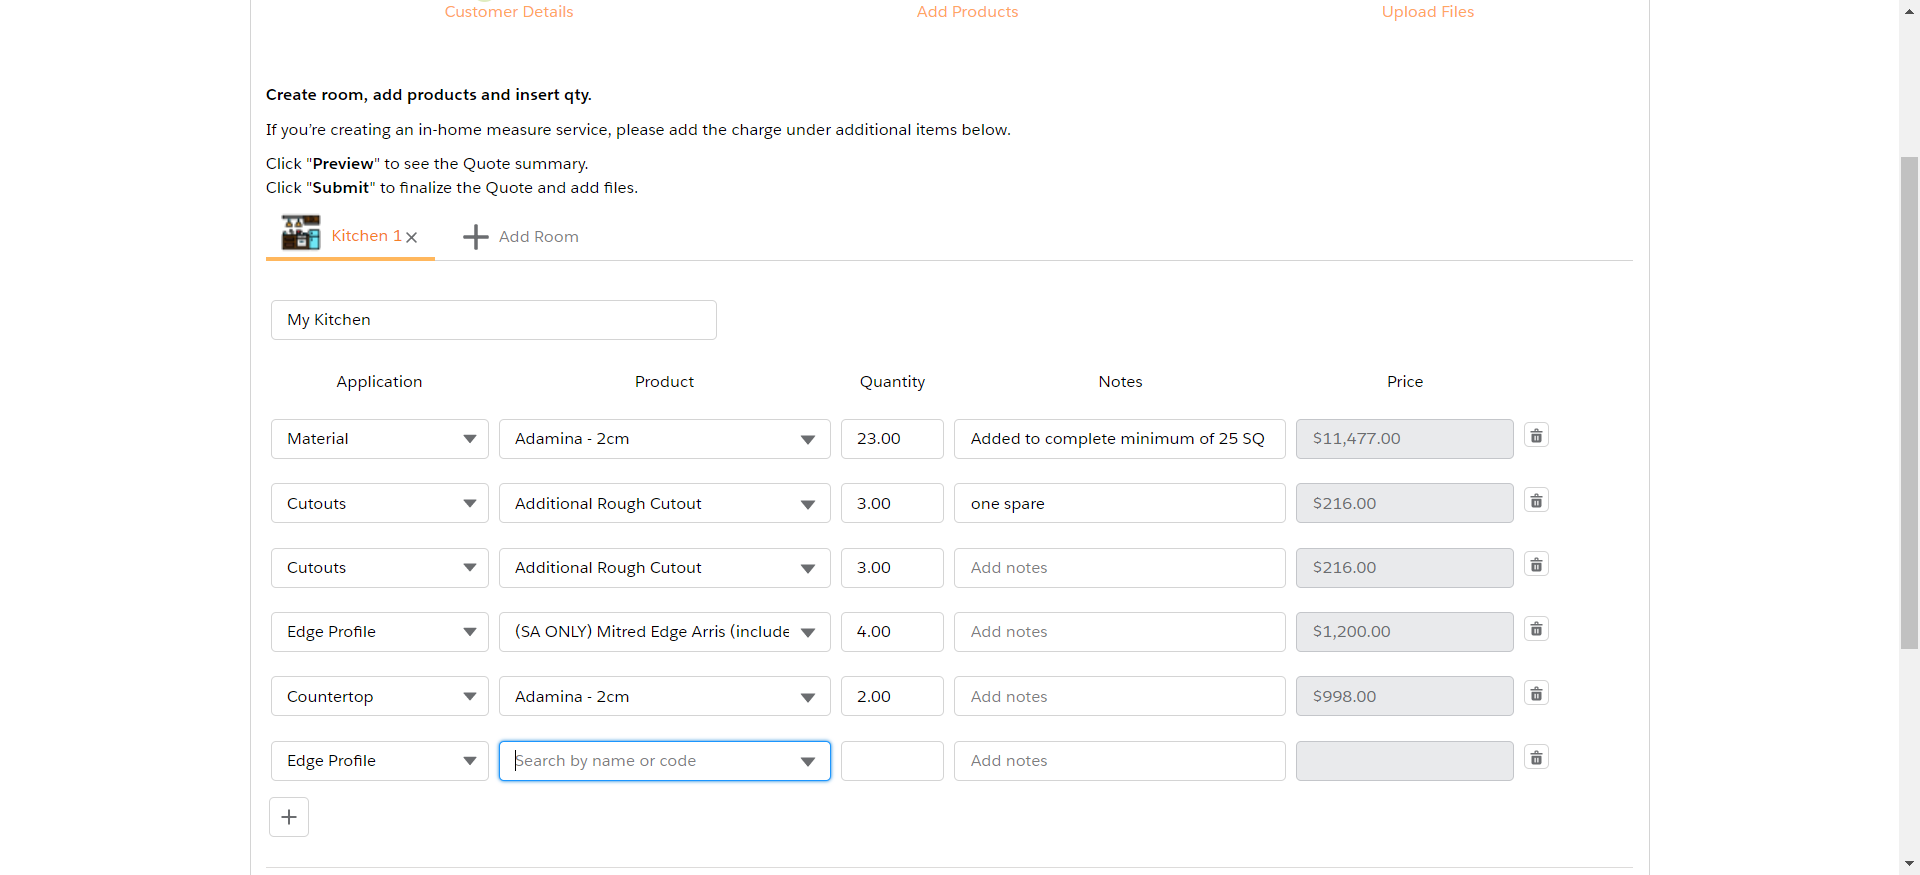 Customer Details Add Products Upload Files
Create room, add products and insert qty.
If you’re creating an in-home measure service, please add the charge under additional items below.
Click "Preview" to see the Quote summary.
Click "Submit" to finalize the Quote and add files.
Kitchen 1 Add Room
My Kitchen
Application Product Quantity Notes Price
Material Adamina - 2cm 23.00 Added to complete minimum of 25 SQ $11,477.00
Cutouts Additional Rough Cutout 3.00 one spare $216.00
Cutouts Additional Rough Cutout 3.00 Add notes $216.00
Edge Profile (SA ONLY) Mitred Edge Arris (include 4.00 Add notes $1,200.00
Countertop Adamina - 2cm 2.00 Add notes $998.00
Edge Profile Search by name or code Add notes